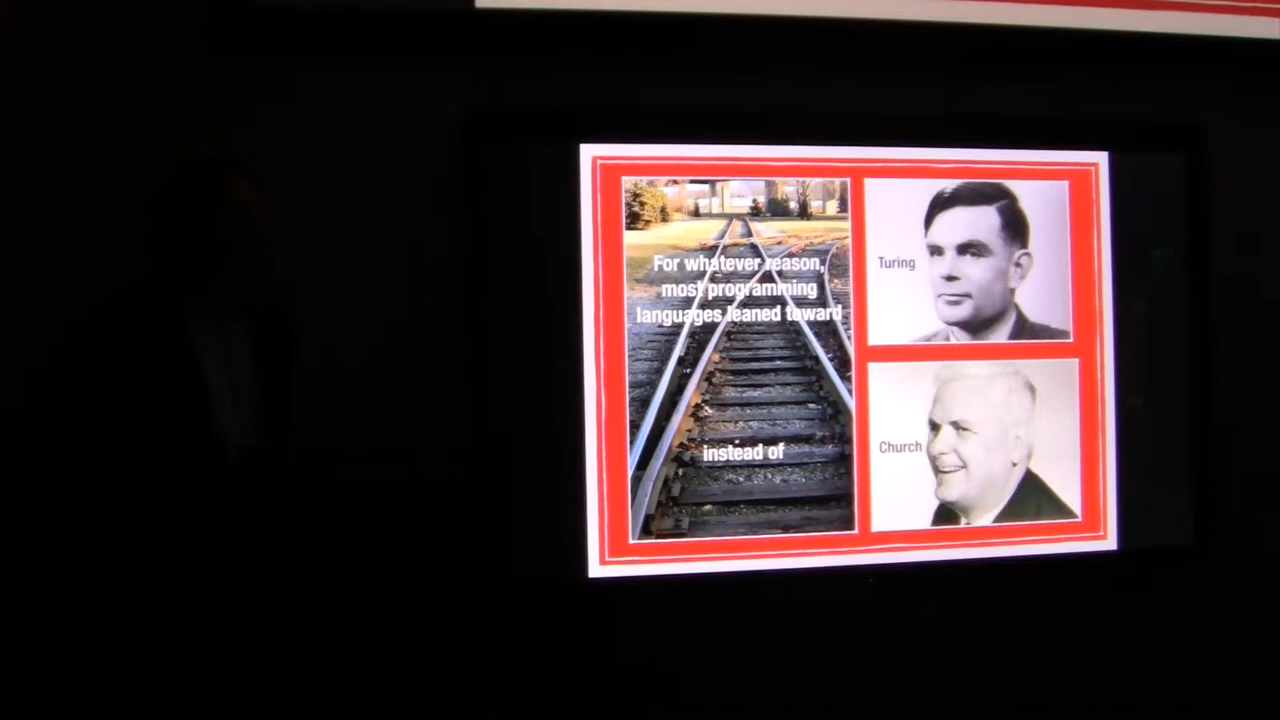 For whatever reason,
most programming
languages leaned toward
Turing
instead of
Church